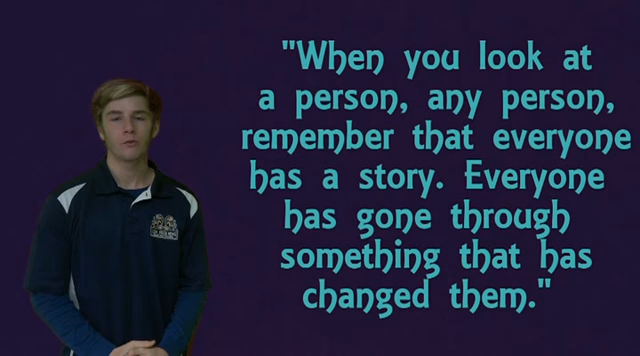 "When you look at
a person, any person,
remember that everyone
has a story. Everyone
has gone through
something that has
changed them."